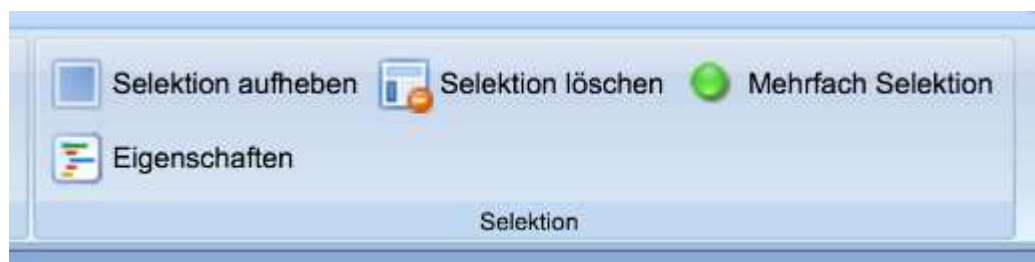 Selektion aufheben Selektion löschen Mehrfach Selektion
Eigenschaften
Selektion